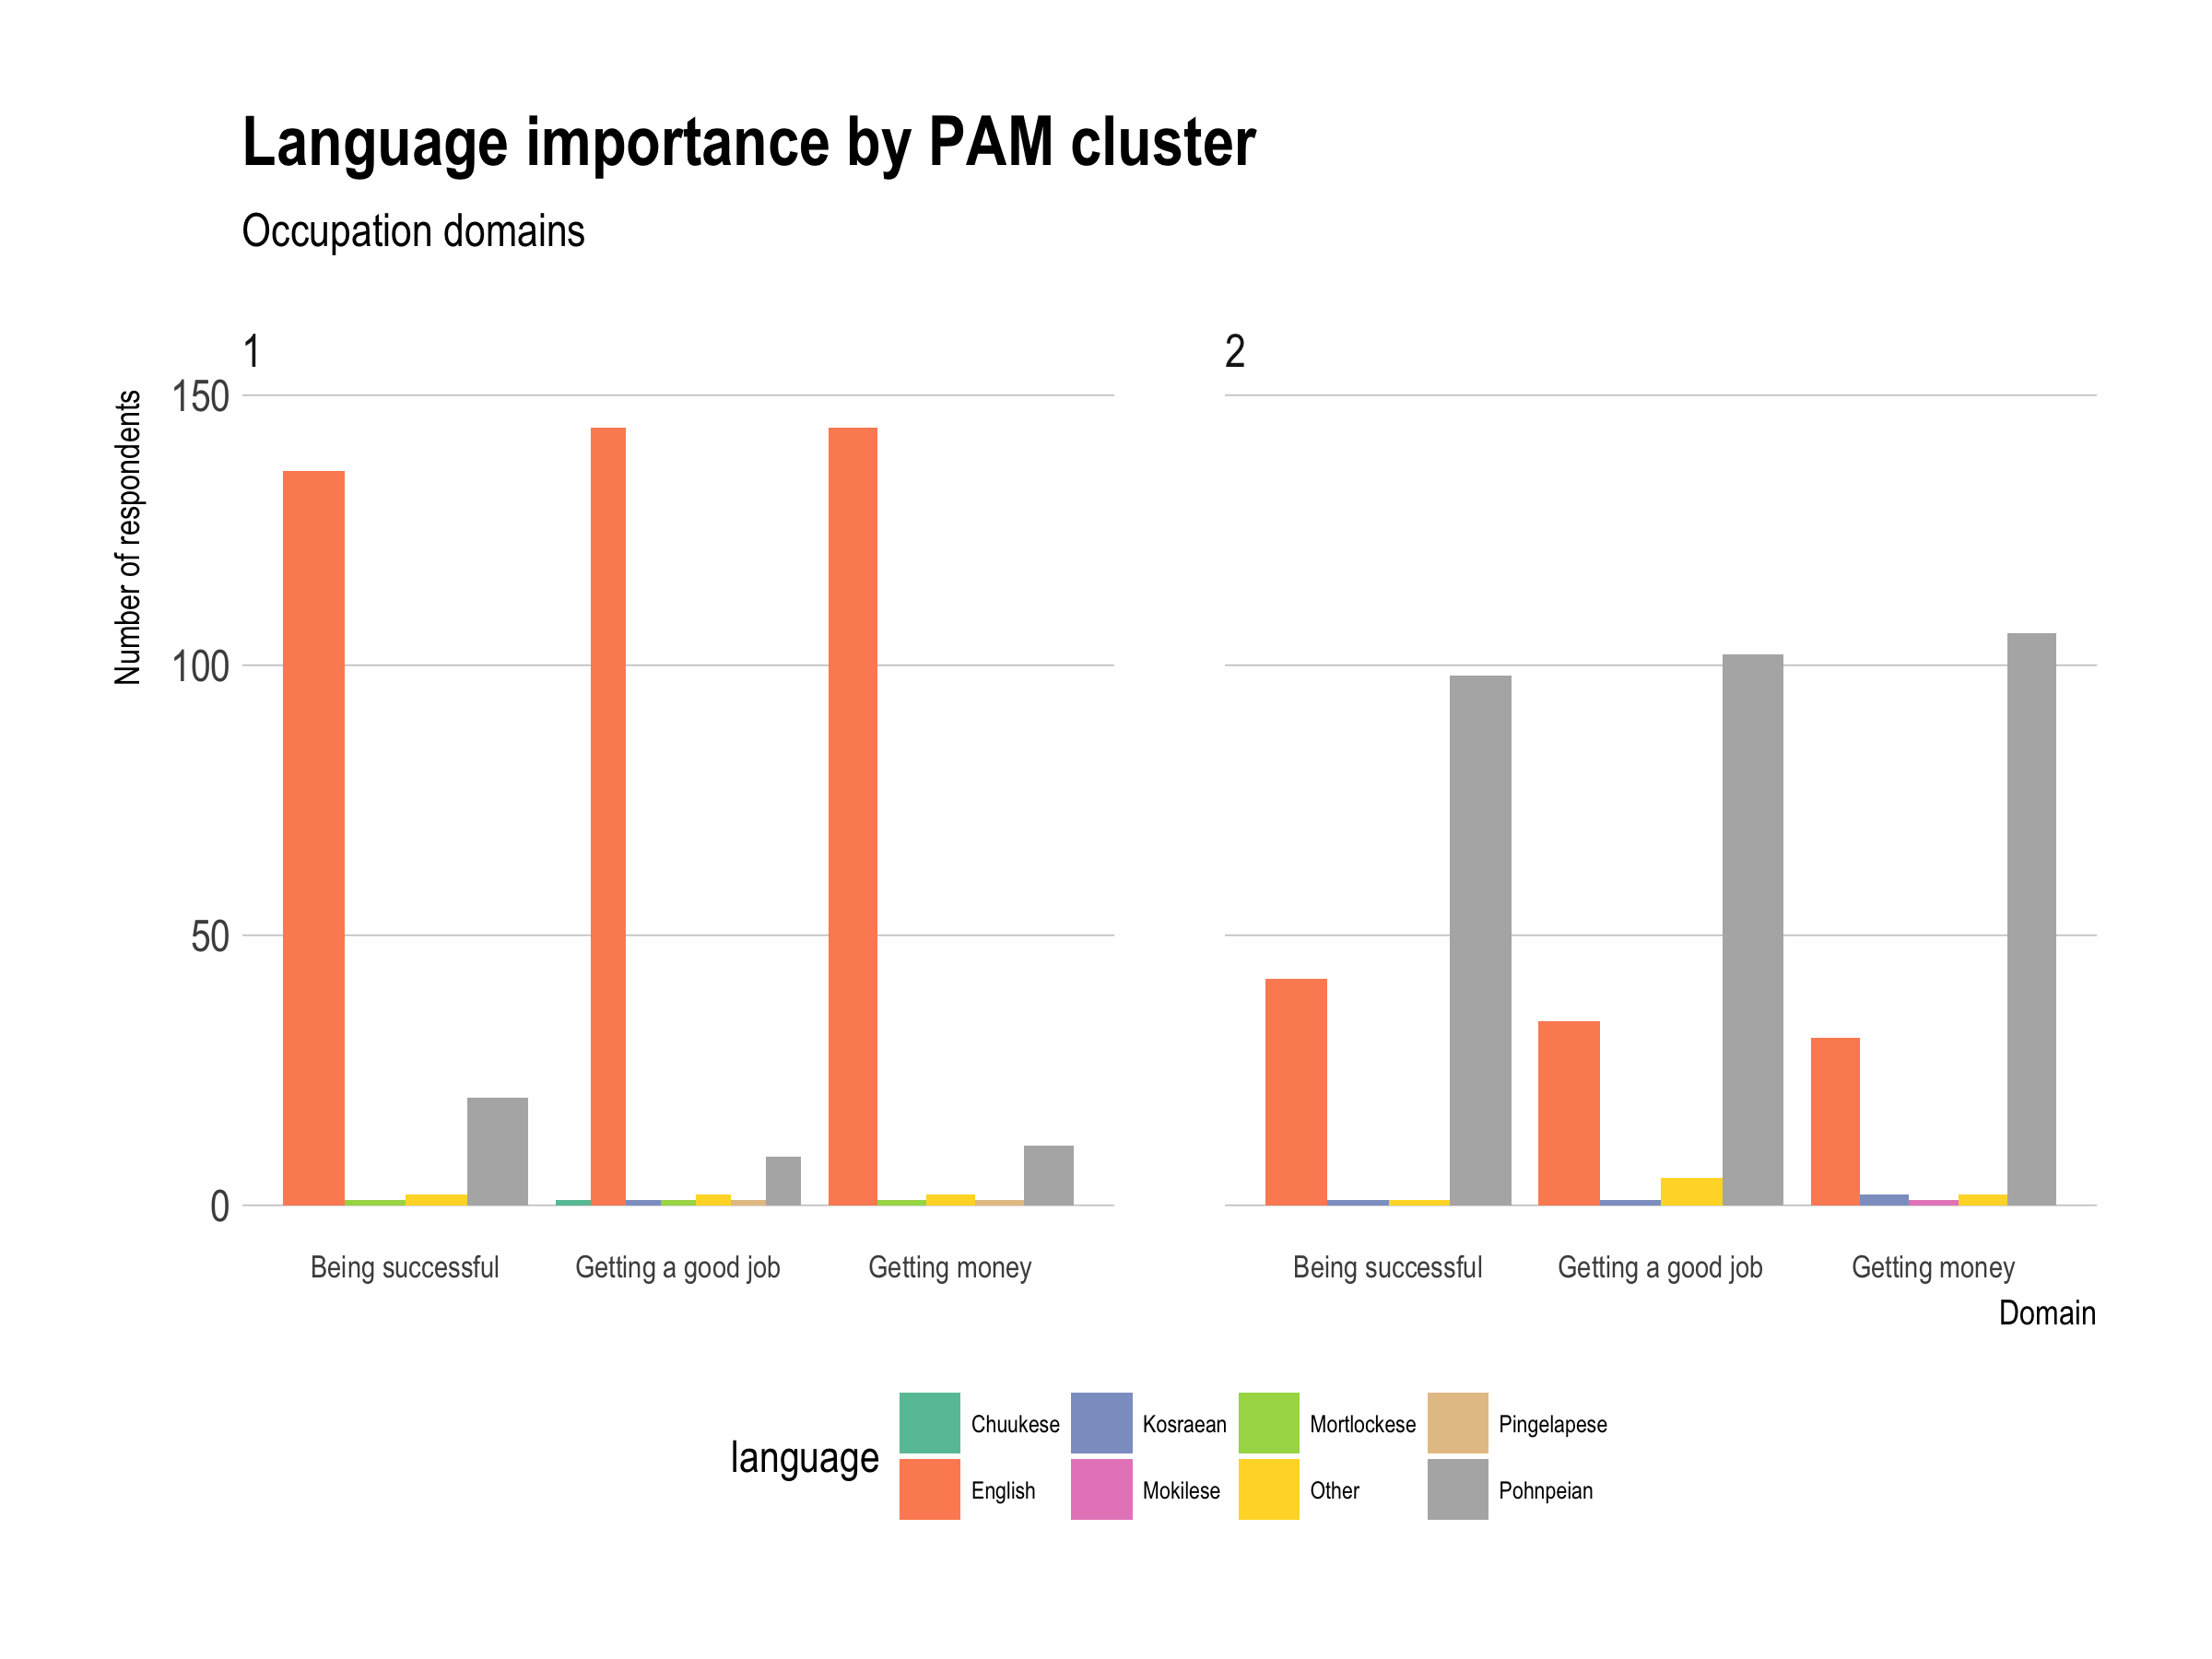 Language importance by PAM cluster
Occupation domains
1
2
Number of respondents
150
100
50
0
Being successful
Getting a good job
Getting money
Being successful
Getting a good job
Getting money
Domain
language
Chuukese
Kosraean
Mortlockese
Pingelapese
English
Mokilese
Other
Pohnpeian